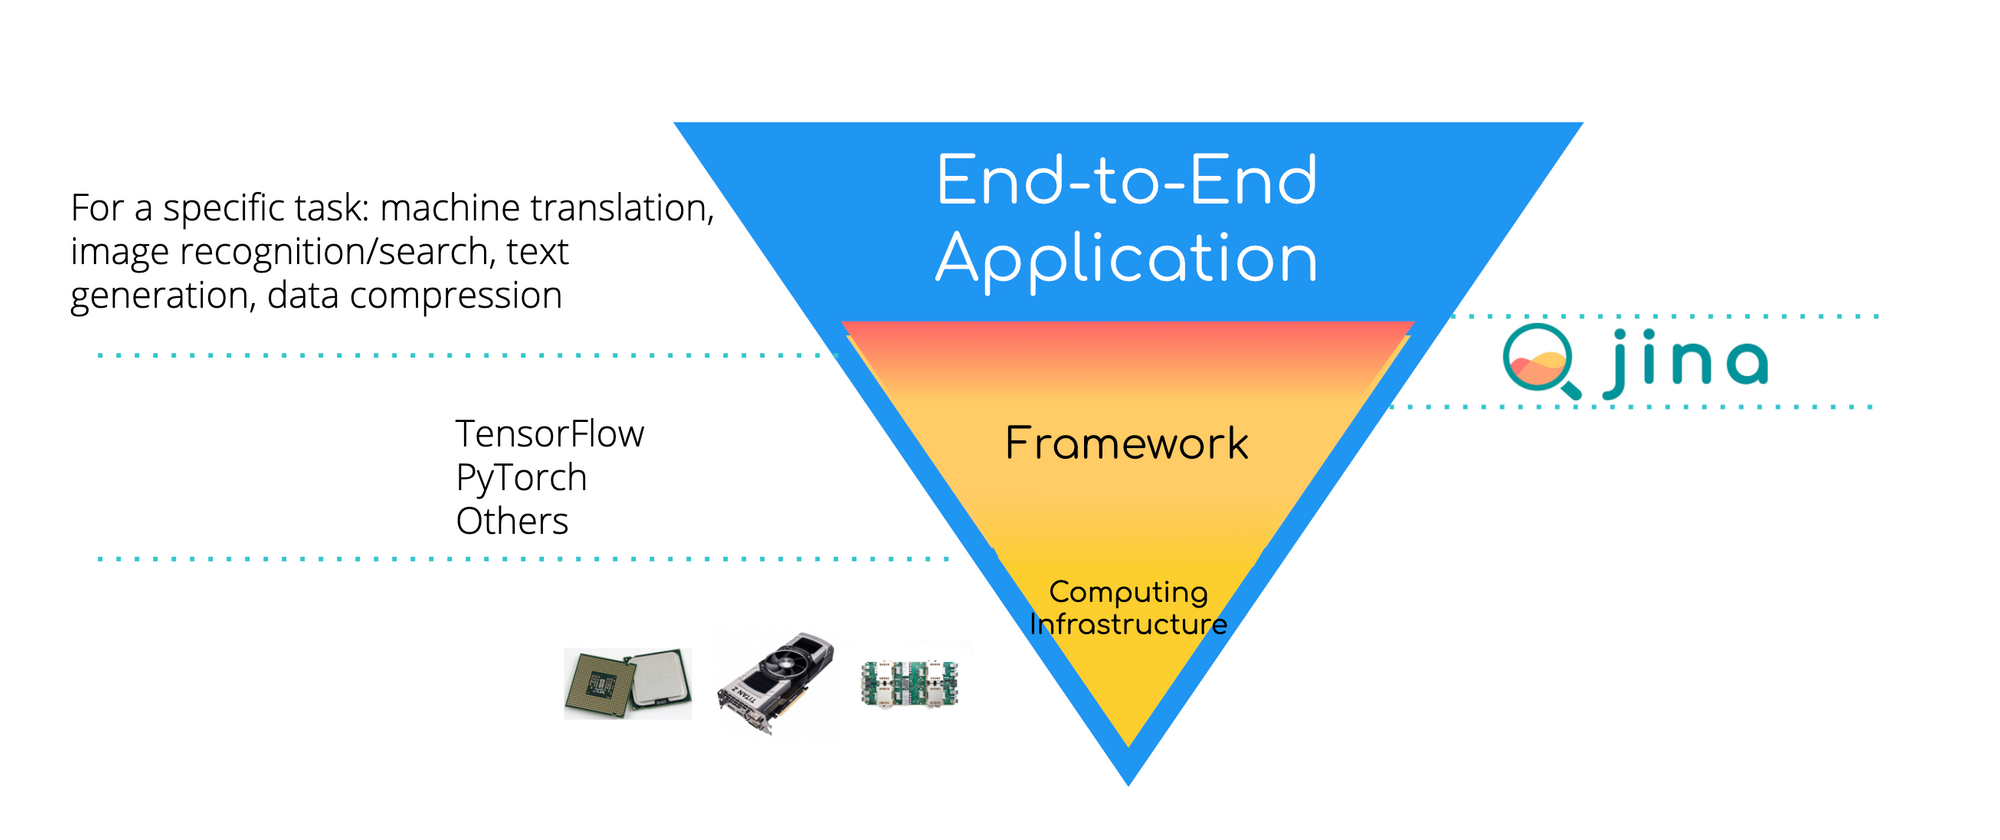 End-to-End
Application
For a specific task: machine translation,
image recognition/search, text
generation, data compression
jina
TensorFlow
PyTorch
Others
Framework
Computing
Infrastructure
TITAN Z